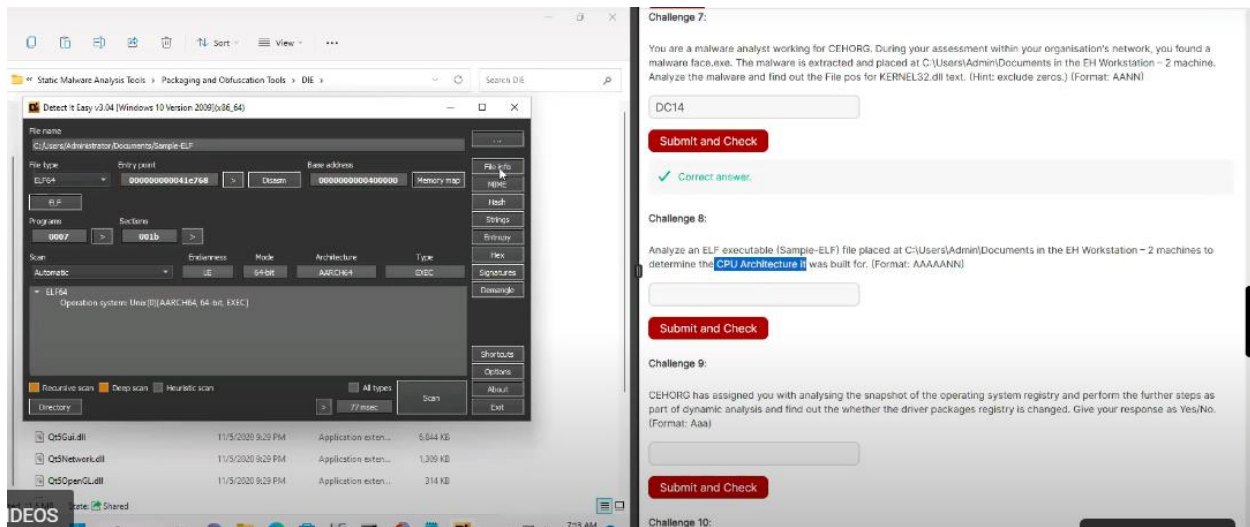 Sort
View
Static Malware Analysis Tools > Packaging and Obfuscation Tools > DIE >
Search DIE
Detect It Easy v3.04 [Windows 10 Version 2009](x86_64)
File name
C:/Users/Administrator/Documents/Sample-ELF
...
File type
Entry point
Base address
File info
ELF64
000000000041e768
>
Disasm
0000000000400000
Memory map
MIME
ELF
Hash
Programs
Sections
Strings
0007
>
001b
>
Entropy
Scan
Endianness
Mode
Architecture
Type
Hex
Automatic
LE
64-bit
AARCH64
EXEC
Signatures
ELF64
Demangle
Operation system: Unix(0)[AARCH64, 64-bit, EXEC]
Shortcuts
Options
Recursive scan
Deep scan
Heuristic scan
All types
Scan
About
Directory
>
77 msec
Exit
Qt5Gui.dll
11/5/2020 9:29 PM
Application exten...
6,044 KB
Qt5Network.dll
11/5/2020 9:29 PM
Application exten...
1,309 KB
Qt5OpenGL.dll
11/5/2020 9:29 PM
Application exten...
314 KB
State: Shared
IDEOS
7:13 AM
Challenge 7:
You are a malware analyst working for CEHORG. During your assessment within your organisation's network, you found a
malware face.exe. The malware is extracted and placed at C:\Users\Admin\Documents in the EH Workstation – 2 machine.
Analyze the malware and find out the File pos for KERNEL32.dll text. (Hint: exclude zeros.) (Format: AANN)
DC14
Submit and Check
Correct answer.
Challenge 8:
Analyze an ELF executable (Sample-ELF) file placed at C:\Users\Admin\Documents in the EH Workstation – 2 machines to
determine the CPU Architecture it was built for. (Format: AAAAANN)
Submit and Check
Challenge 9:
CEHORG has assigned you with analysing the snapshot of the operating system registry and perform the further steps as
part of dynamic analysis and find out the whether the driver packages registry is changed. Give your response as Yes/No.
(Format: Aaa)
Submit and Check
Challenge 10: